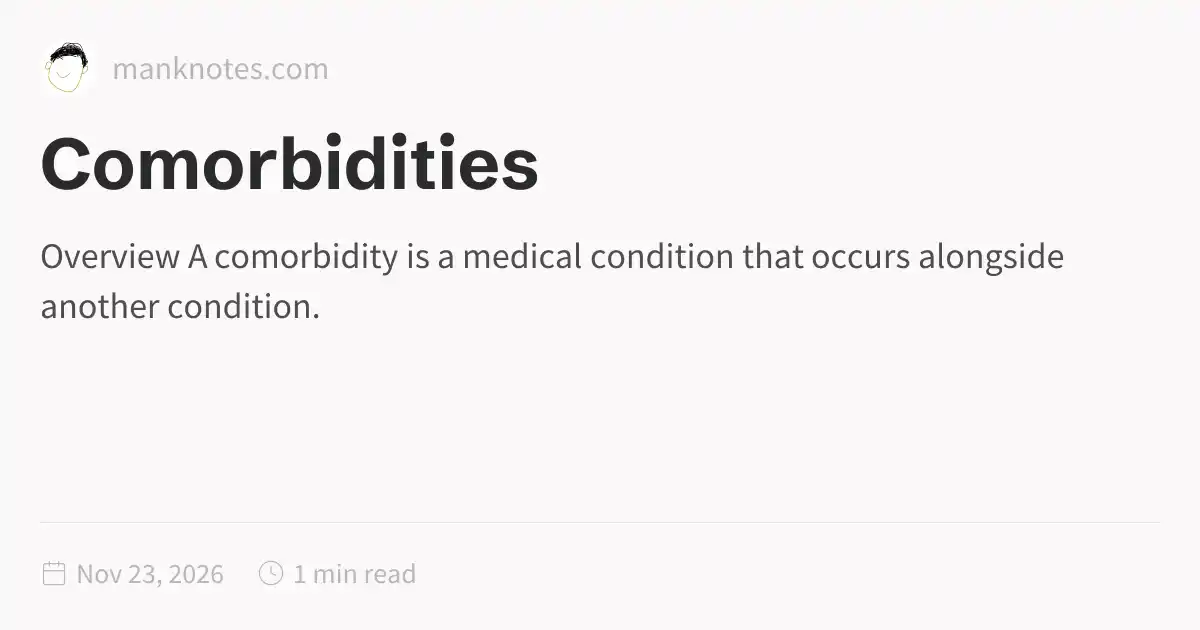 manknotes.com
Comorbidities
Overview A comorbidity is a medical condition that occurs alongside
another condition.
Nov 23, 2026 1 min read